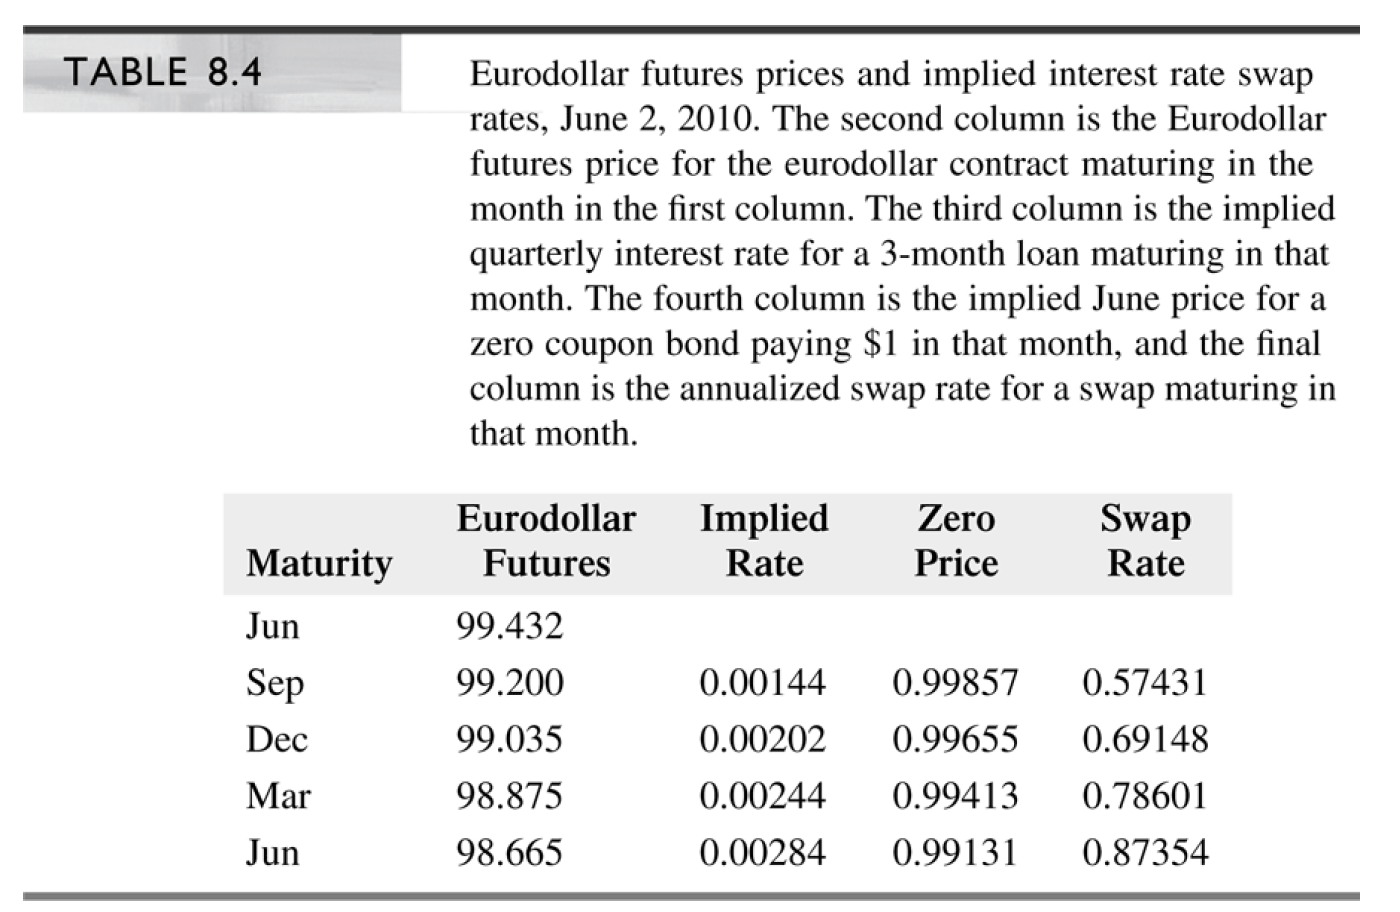 TABLE 8.4
Eurodollar futures prices and implied interest rate swap
rates, June 2, 2010. The second column is the Eurodollar
futures price for the eurodollar contract maturing in the
month in the first column. The third column is the implied
quarterly interest rate for a 3-month loan maturing in that
month. The fourth column is the implied June price for a
zero coupon bond paying $1 in that month, and the final
column is the annualized swap rate for a swap maturing in
that month.
Eurodollar Implied Zero Swap
Maturity Futures Rate Price Rate
Jun 99.432
Sep 99.200 0.00144 0.99857 0.57431
Dec 99.035 0.00202 0.99655 0.69148
Mar 98.875 0.00244 0.99413 0.78601
Jun 98.665 0.00284 0.99131 0.87354